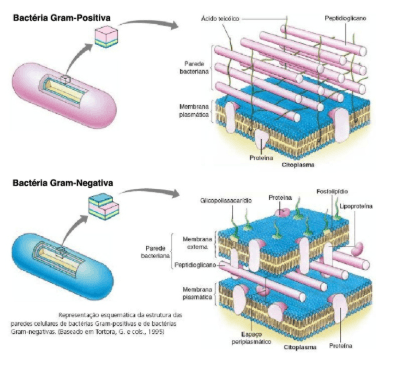 Bactéria Gram-Positiva
Ácido teicóico
Peptidioglicano
Parede
bacteriana
Membrana
plasmática
Proteína
Citoplasma
Bactéria Gram-Negativa
Glicopolissacarídio
Proteína
Fosfolipídio
Lipoproteína
Membrana
externa
Parede
bacteriana
Peptidioglicano
Membrana
plasmática
Espaço
periplasmático
Citoplasma
Proteína
Representação esquemática da estrutura das
paredes celulares de bactérias Gram-positivas e de bactérias
Gram-negativas. (Baseado em Tortora, G. e cols., 1995)